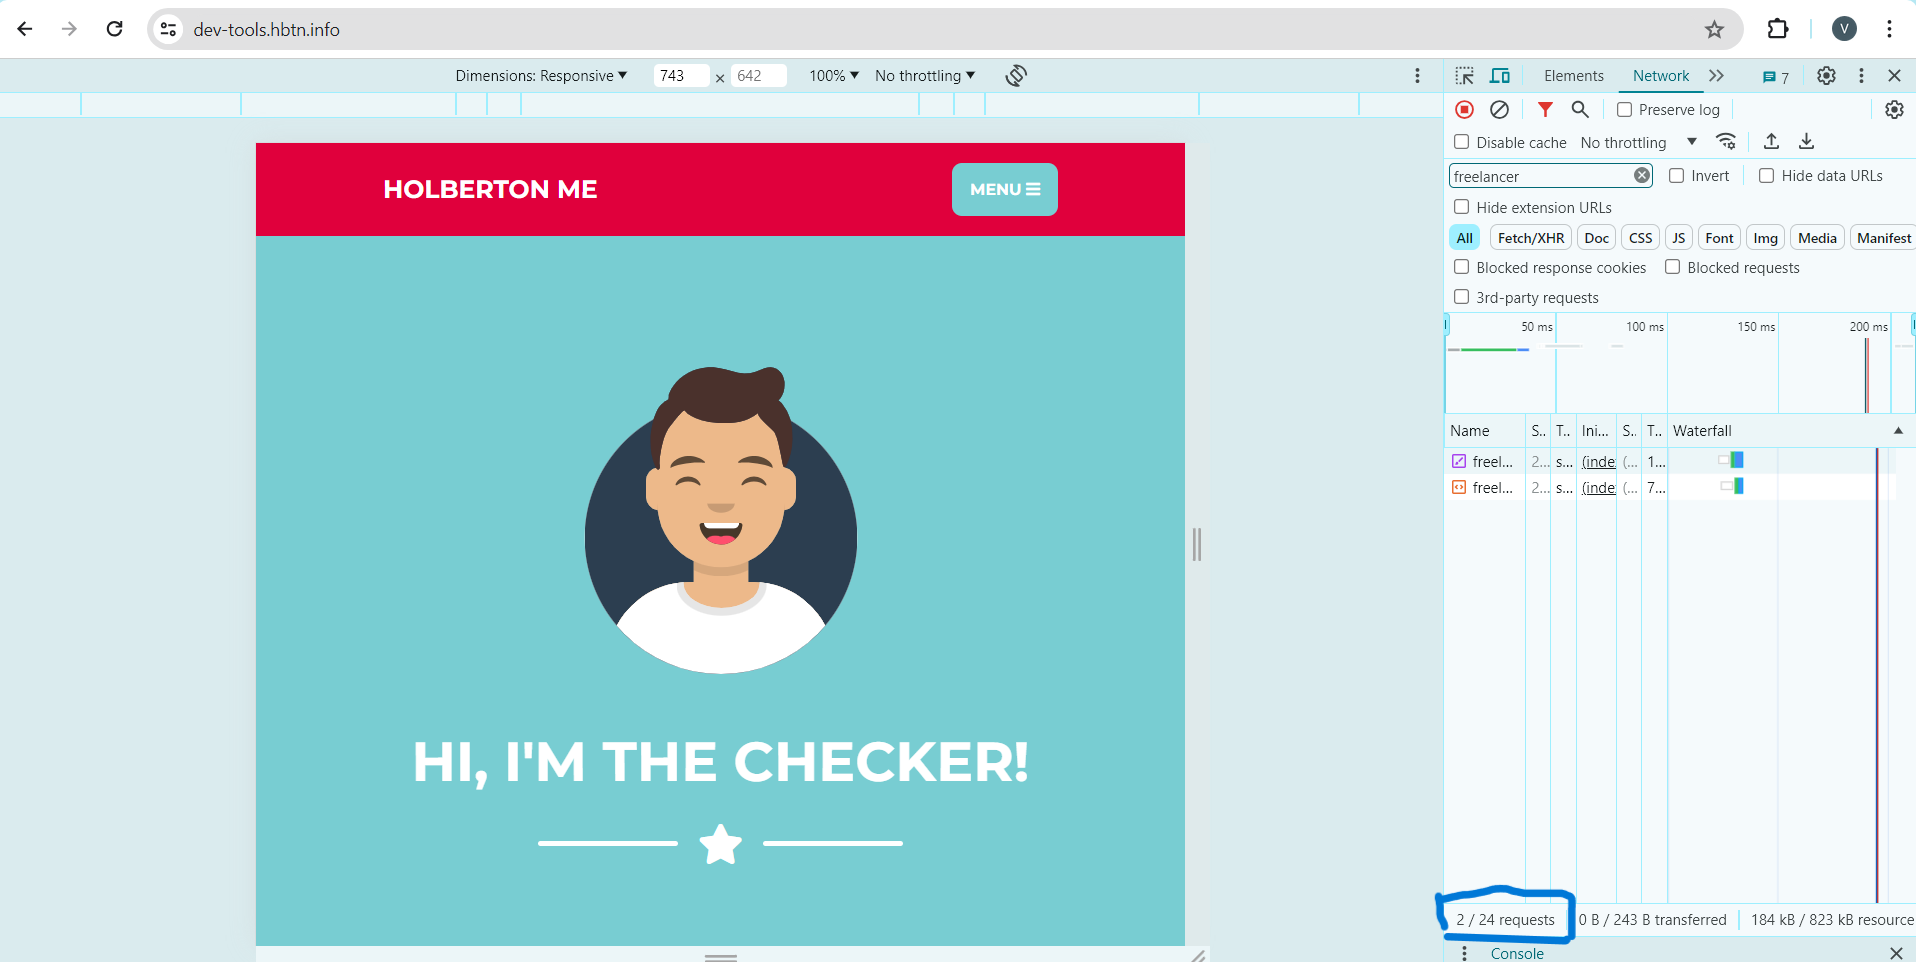 dev-tools.hbtn.info
V
Dimensions: Responsive ▼ 743 × 642 100% ▼ No throttling ▼
Elements Network 7
Preserve log
Disable cache No throttling ▼
freelancer Invert Hide data URLs
Hide extension URLs
All Fetch/XHR Doc CSS JS Font Img Media Manifest
Blocked response cookies Blocked requests
3rd-party requests
50 ms 100 ms 150 ms 200 ms
Name S.. T.. Ini... S.. T.. Waterfall ▲
freel... 2... s... (inde (... 1...
freel... 2... s... (inde (... 7...
2 / 24 requests 0 B / 243 B transferred 184 kB / 823 kB resource
Console
HOLBERTON ME
MENU
HI, I'M THE CHECKER!